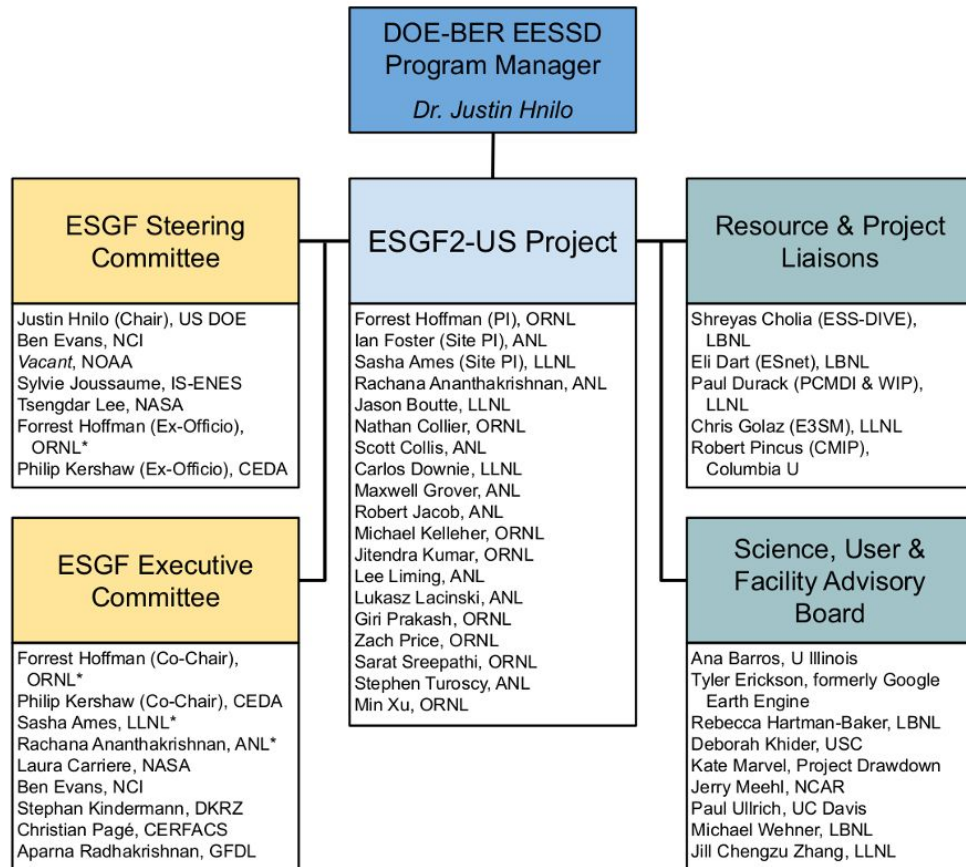 DOE-BER EESSD
Program Manager
Dr. Justin Hnilo
ESGF Steering
Committee
Justin Hnilo (Chair), US DOE
Ben Evans, NCI
Vacant, NOAA
Sylvie Joussaume, IS-ENES
Tsengdar Lee, NASA
Forrest Hoffman (Ex-Officio),
ORNL*
Philip Kershaw (Ex-Officio), CEDA
ESGF Executive
Committee
Forrest Hoffman (Co-Chair),
ORNL*
Philip Kershaw (Co-Chair), CEDA
Sasha Ames, LLNL*
Rachana Ananthakrishnan, ANL*
Laura Carriere, NASA
Ben Evans, NCI
Stephan Kindermann, DKRZ
Christian Pagé, CERFACS
Aparna Radhakrishnan, GFDL
ESGF2-US Project
Forrest Hoffman (PI), ORNL
Ian Foster (Site PI), ANL
Sasha Ames (Site PI), LLNL
Rachana Ananthakrishnan, ANL
Jason Boutte, LLNL
Nathan Collier, ORNL
Scott Collis, ANL
Carlos Downie, LLNL
Maxwell Grover, ANL
Robert Jacob, ANL
Michael Kelleher, ORNL
Jitendra Kumar, ORNL
Lee Liming, ANL
Lukasz Lacinski, ANL
Giri Prakash, ORNL
Zach Price, ORNL
Sarat Sreepathi, ORNL
Stephen Turoscy, ANL
Min Xu, ORNL
Resource & Project
Liaisons
Shreyas Cholia (ESS-DIVE),
LBNL
Eli Dart (ESnet), LBNL
Paul Durack (PCMDI & WIP),
LLNL
Chris Golaz (E3SM), LLNL
Robert Pincus (CMIP),
Columbia U
Science, User &
Facility Advisory
Board
Ana Barros, U Illinois
Tyler Erickson, formerly Google
Earth Engine
Rebecca Hartman-Baker, LBNL
Deborah Khider, USC
Kate Marvel, Project Drawdown
Jerry Meehl, NCAR
Paul Ullrich, UC Davis
Michael Wehner, LBNL
Jill Chengzu Zhang, LLNL